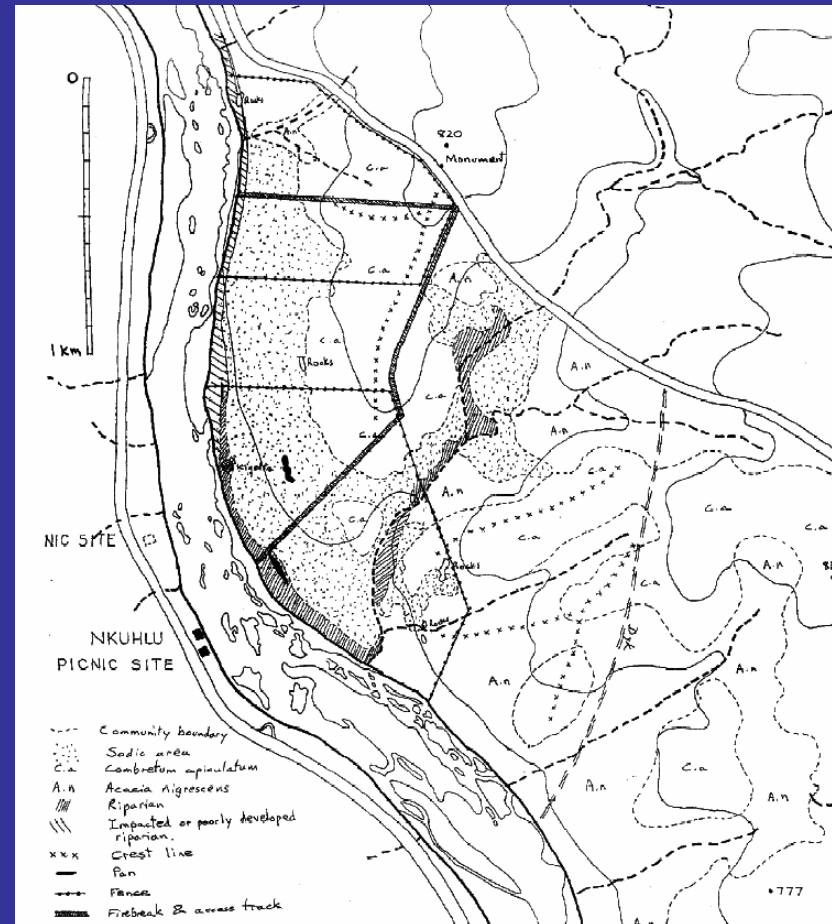 0
Rocks
A.n
820
Monument
C.a
C.a
A.n
1 km
C.a
Rocks
A.n
C.a
C.a
A.n
C.a
A.n
C.a
C.a
C.a
C.a
NIC SITE
Rocks
A.n
C.a
NKUHLU
PICNIC SITE
A.n
A.n
A.n
C.a
A.n
777
A.n
Community boundary
Sodic area
C.a Combretum apiculatum
A.n Acacia nigrescens
Riparian
Impacted or poorly developed
riparian.
Crest line
Pan
Fence
Firebreak & access track